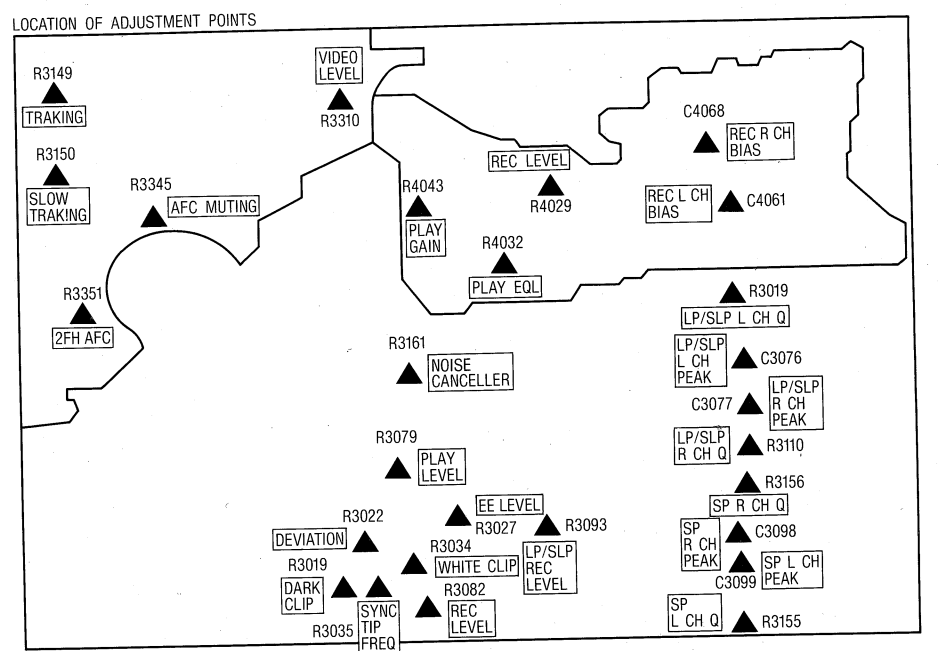 LOCATION OF ADJUSTMENT POINTS
R3149
TRAKING
R3150
SLOW
TRAKING
R3345
AFC MUTING
R3351
2FH AFC
VIDEO
LEVEL
R3310
R4043
PLAY
GAIN
REC LEVEL
R4029
R4032
PLAY EQL
C4068
REC R CH
BIAS
REC L CH
BIAS
C4061
R3019
LP/SLP L CH Q
LP/SLP
L CH
PEAK
C3076
C3077
LP/SLP
R CH
PEAK
LP/SLP
R CH Q
R3110
R3156
SP R CH Q
SP
R CH
PEAK
C3098
C3099
SP L CH
PEAK
SP
L CH Q
R3155
R3161
NOISE
CANCELLER
R3079
PLAY
LEVEL
EE LEVEL
R3027
R3093
LP/SLP
REC
LEVEL
R3022
DEVIATION
R3034
WHITE CLIP
R3019
DARK
CLIP
R3035
SYNC
TIP
FREQ
R3082
REC
LEVEL